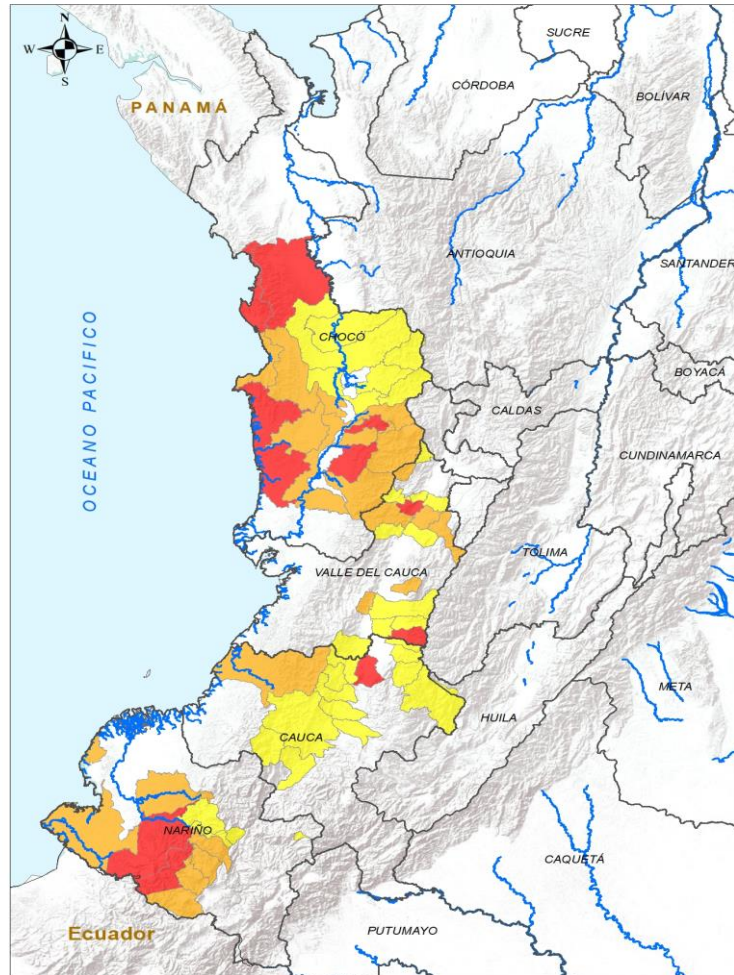 SUCRE
N
W E
S
CÓRDOBA
BOLÍVAR
PANAMÁ
ANTIOQUIA
SANTANDER
OCEANO PACIFICO
CHOCÓ
BOYACÁ
CALDAS
CUNDINAMARCA
TOLIMA
VALLE DEL CAUCA
META
HUILA
CAUCA
NARIÑO
CAQUETÁ
Ecuador
PUTUMAYO